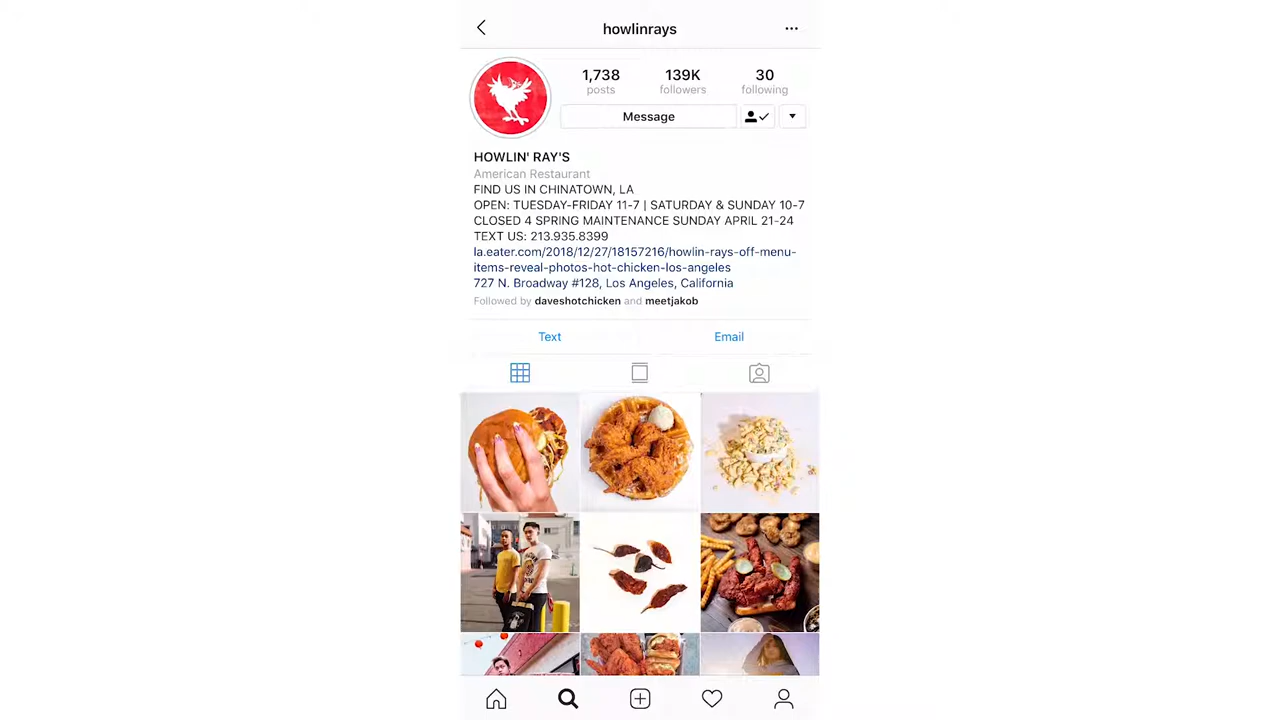 howlinrays
1,738 139K 30
posts followers following
Message
HOWLIN' RAY'S
American Restaurant
FIND US IN CHINATOWN, LA
OPEN: TUESDAY-FRIDAY 11-7 | SATURDAY & SUNDAY 10-7
CLOSED 4 SPRING MAINTENANCE SUNDAY APRIL 21-24
TEXT US: 213.935.8399
la.eater.com/2018/12/27/18157216/howlin-rays-off-menu-
items-reveal-photos-hot-chicken-los-angeles
727 N. Broadway #128, Los Angeles, California
Followed by daveshotchicken and meetjakob
Text Email